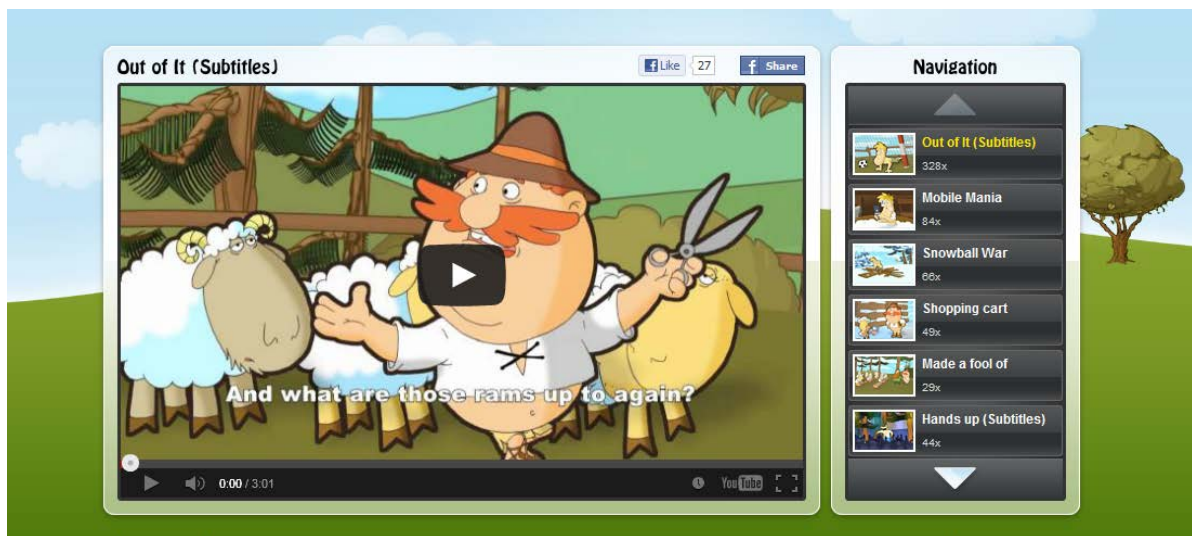 Out of It (Subtitles)
Like 27
Share
And what are those rams up to again?
0:00 / 3:01
YouTube
Navigation
Out of It (Subtitles)
328x
Mobile Mania
84x
Snowball War
66x
Shopping cart
49x
Made a fool of
29x
Hands up (Subtitles)
44x